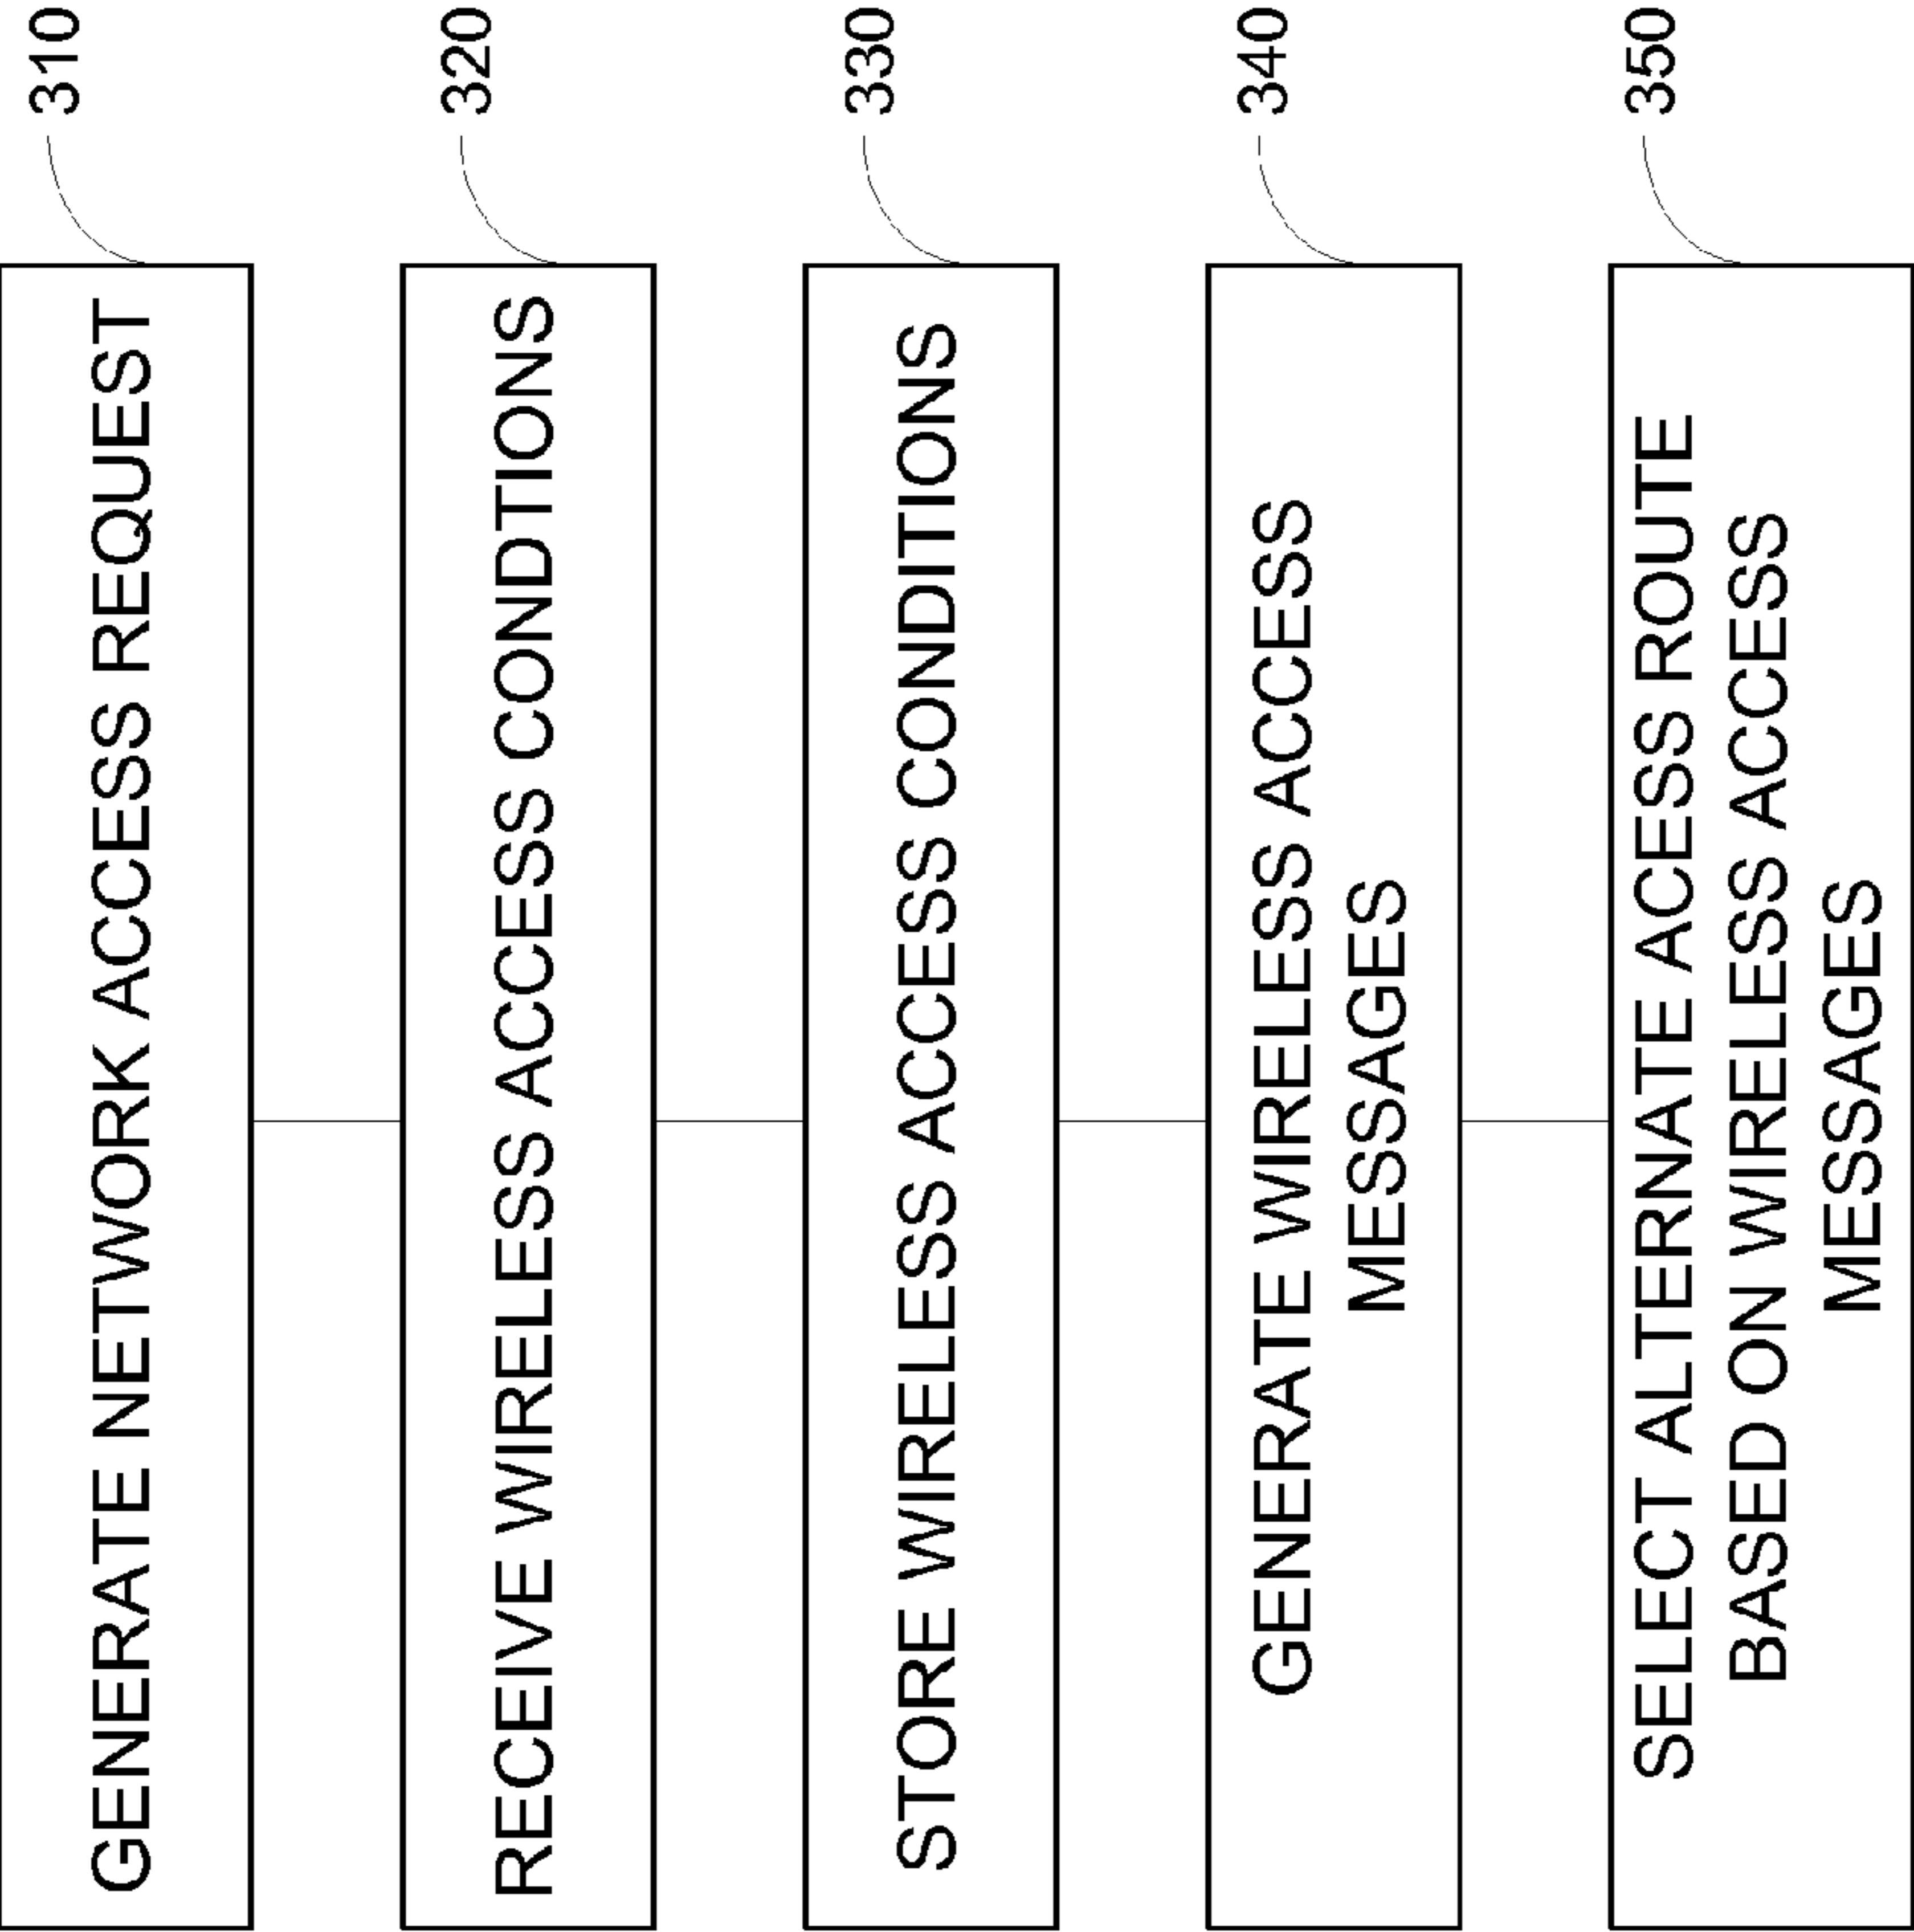 310
GENERATE NETWORK ACCESS REQUEST
320
RECEIVE WIRELESS ACCESS CONDTIONS
330
STORE WIRELESS ACCESS CONDITIONS
340
GENERATE WIRELESS ACCESS
MESSAGES
350
SELECT ALTERNATE ACCESS ROUTE
BASED ON WIRELESS ACCESS
MESSAGES